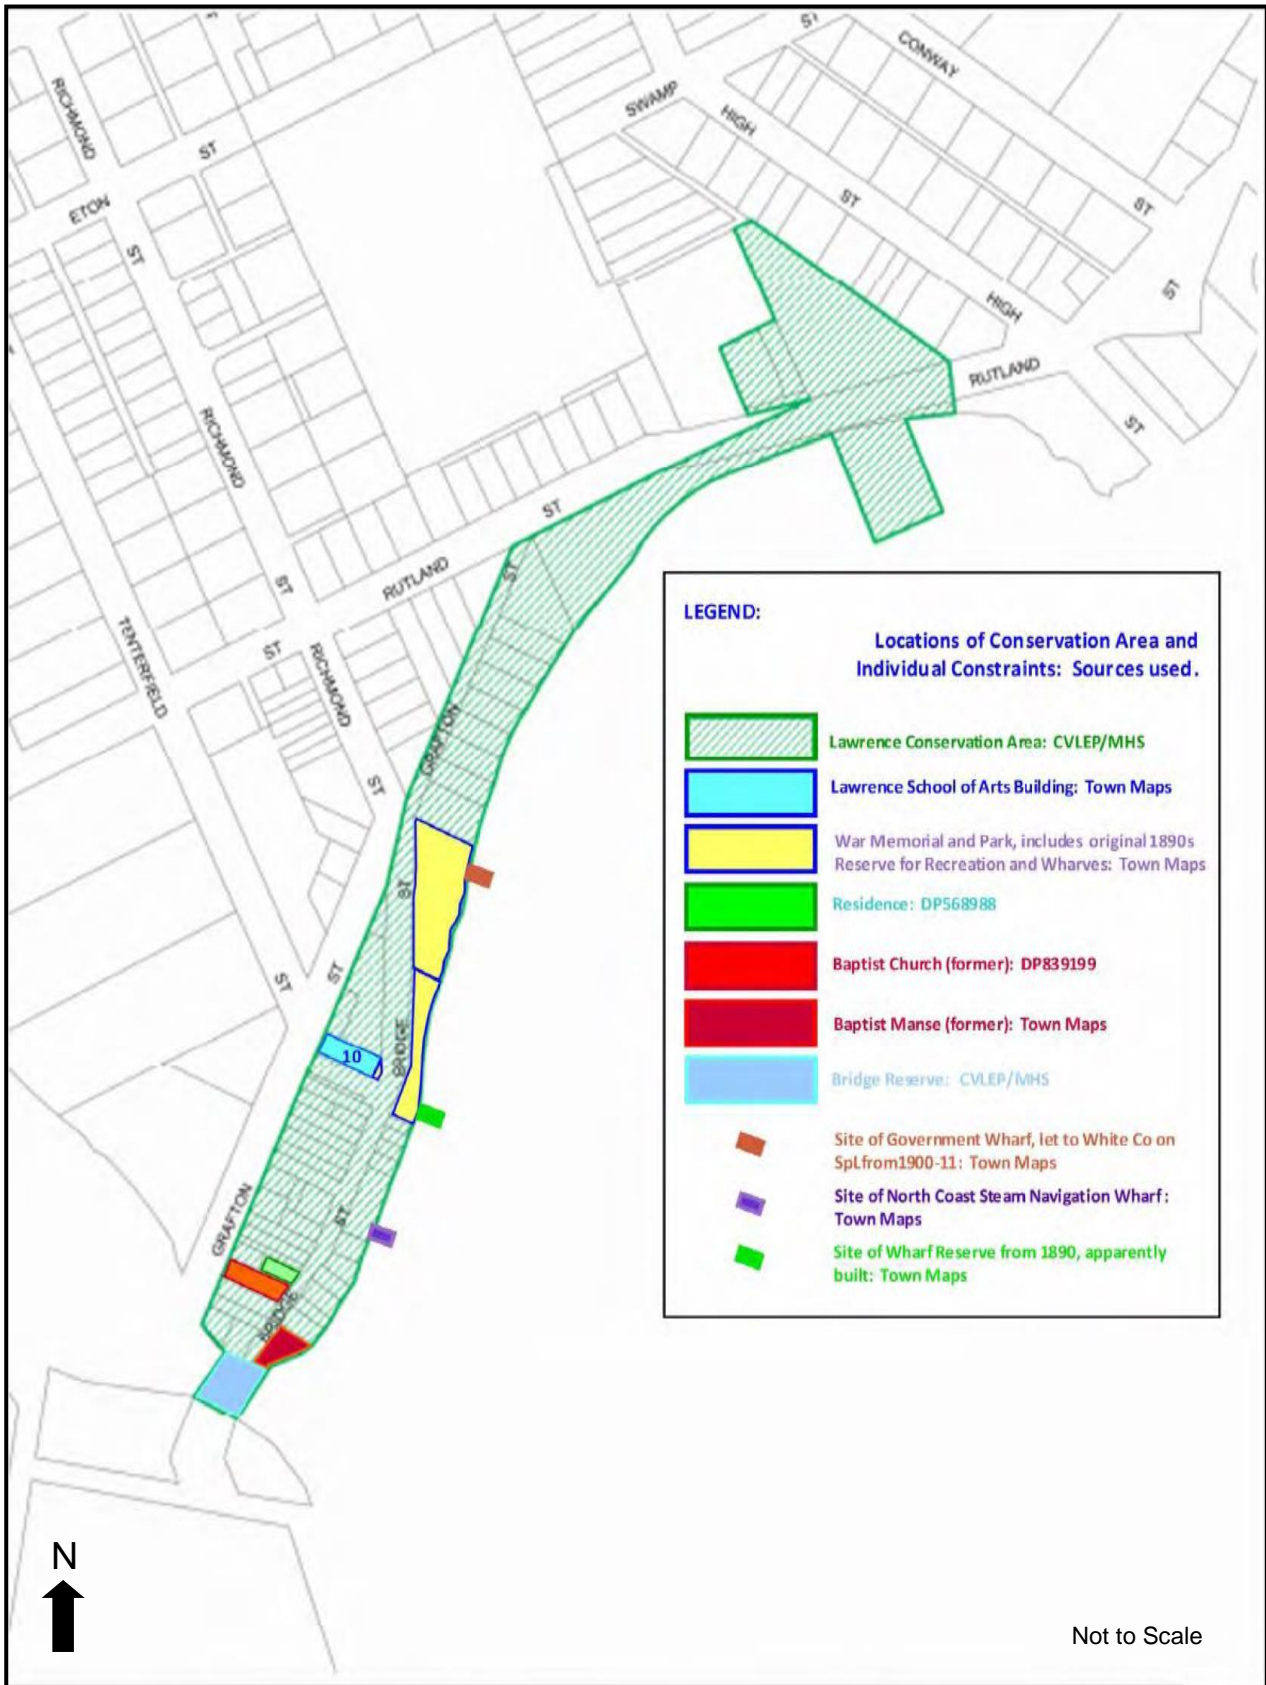 ST
CONWAY
RICHMOND
SWAMP
HIGH
ST
ST
ETON
ST
ST
ST
ST
HIGH
RUTLAND
ST
RICHMOND
ST
ST
RUTLAND
ST
TENTERFIELD
ST
ST
RICHMOND
GRAFTON
ST
ST
ST
ST
BRIDGE
10
GRAFTON
ST
BRIDGE
LEGEND:
Locations of Conservation Area and
Individual Constraints: Sources used.
Lawrence Conservation Area: CVLEP/MHS
Lawrence School of Arts Building: Town Maps
War Memorial and Park, includes original 1890s
Reserve for Recreation and Wharves: Town Maps
Residence: DP568988
Baptist Church (former): DP839199
Baptist Manse (former): Town Maps
Bridge Reserve: CVLEP/MHS
Site of Government Wharf, let to White Co on
SpLfrom1900-11: Town Maps
Site of North Coast Steam Navigation Wharf:
Town Maps
Site of Wharf Reserve from 1890, apparently
built: Town Maps
N
Not to Scale